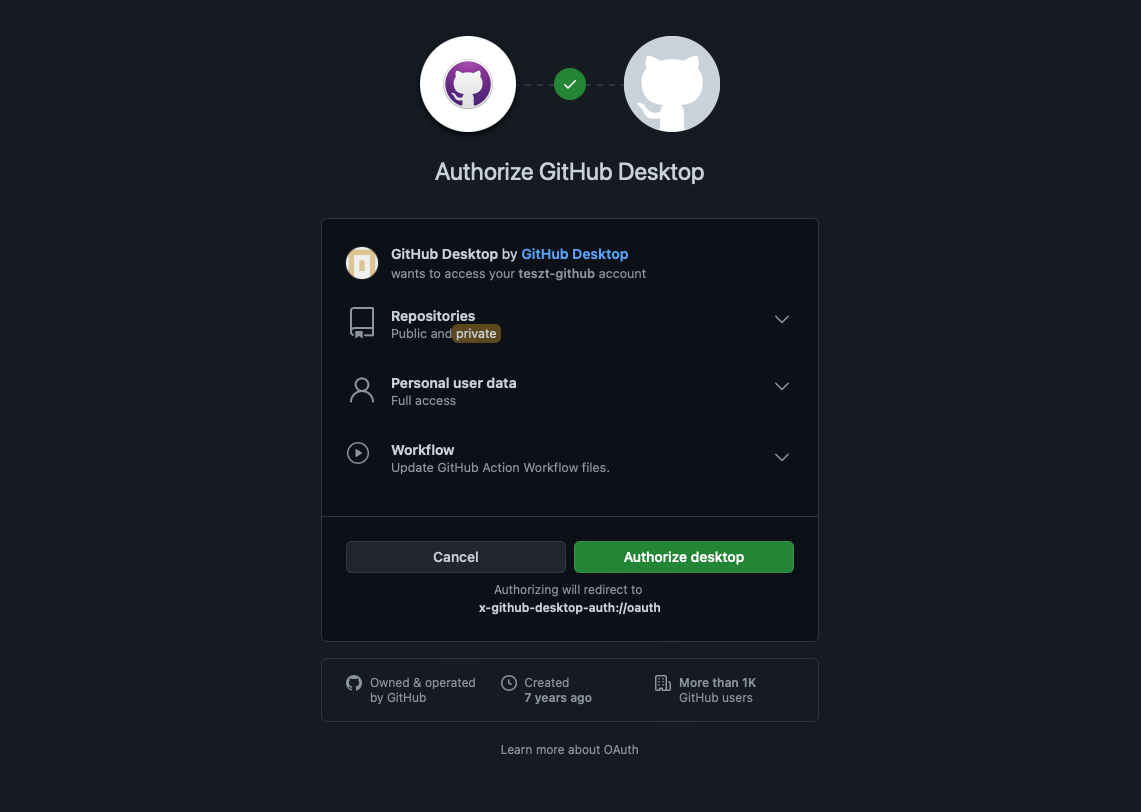 Authorize GitHub Desktop
GitHub Desktop by GitHub Desktop
wants to access your teszt-github account
Repositories
Public and private
Personal user data
Full access
Workflow
Update GitHub Action Workflow files.
Cancel
Authorize desktop
Authorizing will redirect to
x-github-desktop-auth://oauth
Owned & operated
by GitHub
Created
7 years ago
More than 1K
GitHub users
Learn more about OAuth